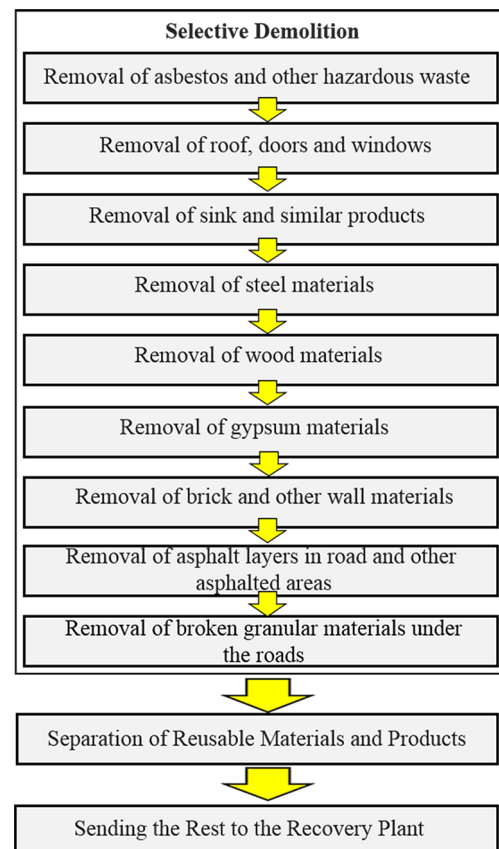 Selective Demolition
Removal of asbestos and other hazardous waste
Removal of roof, doors and windows
Removal of sink and similar products
Removal of steel materials
Removal of wood materials
Removal of gypsum materials
Removal of brick and other wall materials
Removal of asphalt layers in road and other
asphalted areas
Removal of broken granular materials under
the roads
Separation of Reusable Materials and Products
Sending the Rest to the Recovery Plant